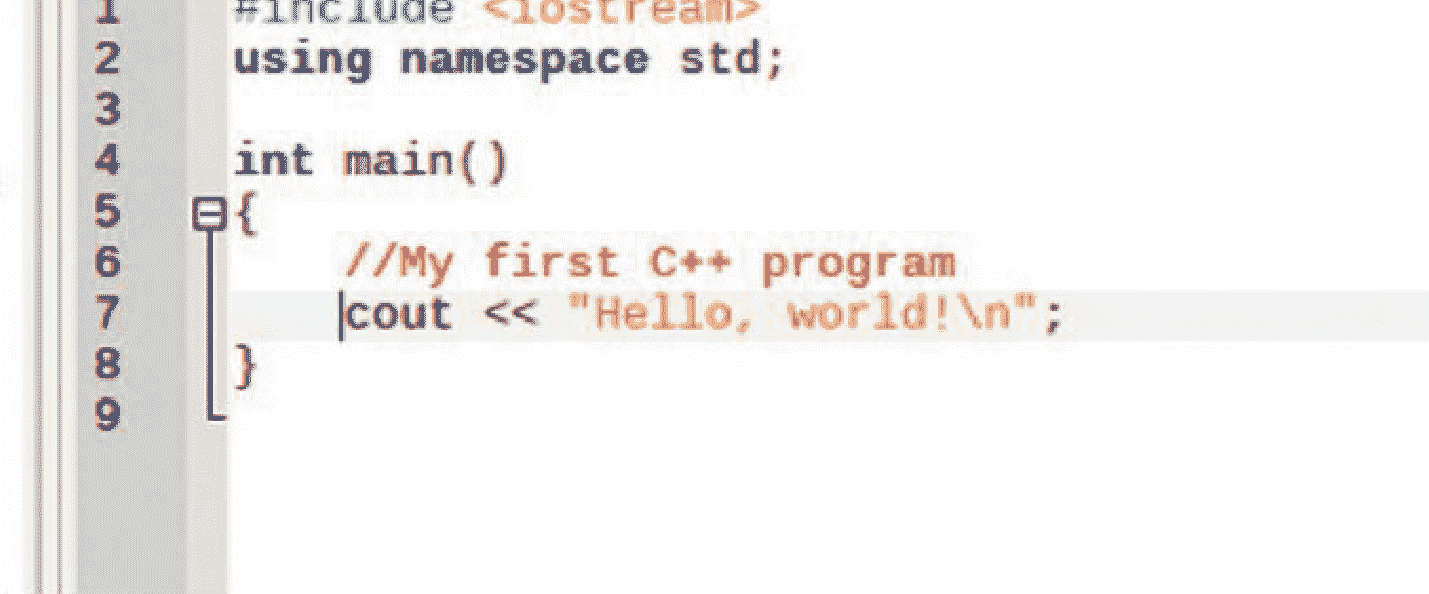 1 #include <iostream>
2 using namespace std;
3
4 int main()
5 {
6 //My first C++ program
7 cout << "Hello, world!\n";
8 }
9